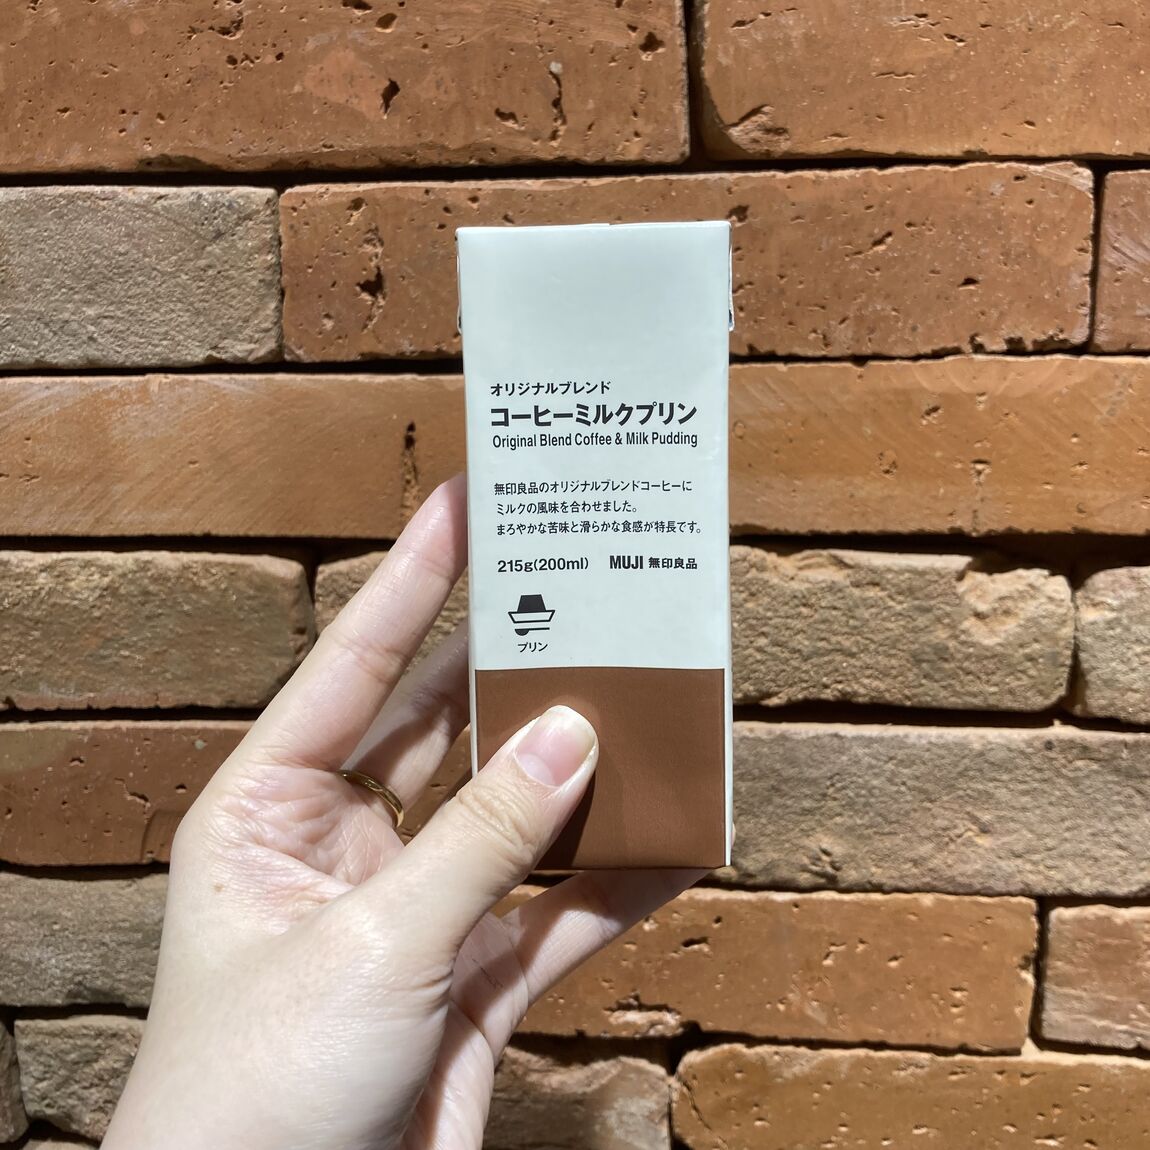 オリジナルブレンド
コーヒーミルクプリン
Original Blend Coffee & Milk Pudding
無印良品のオリジナルブレンドコーヒーに
ミルクの風味を合わせました。
まろやかな苦味と滑らかな食感が特長です。
215g(200ml) MUJI 無印良品
プリン